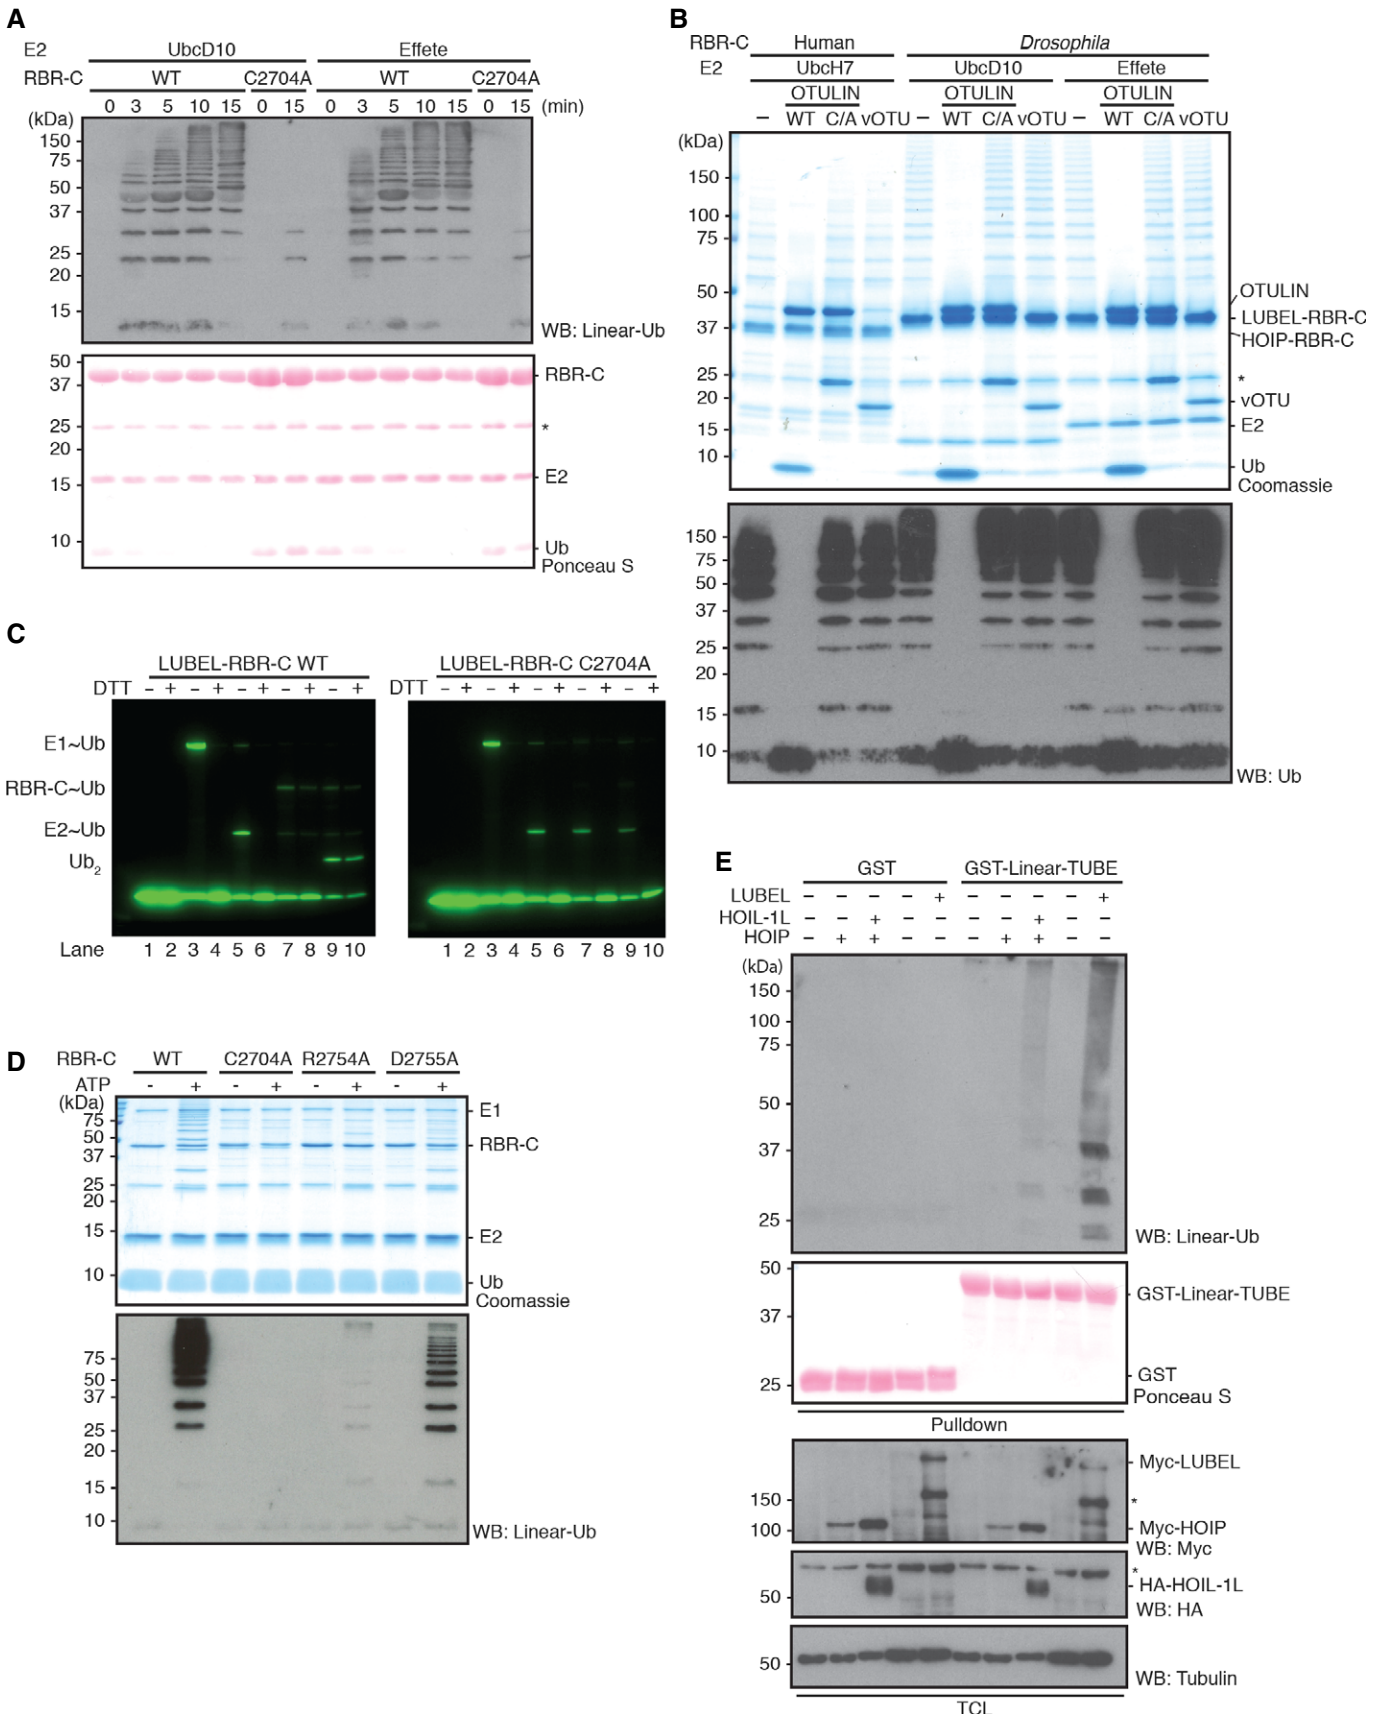 A
E2 UbcD10 Effete
RBR-C WT C2704A WT C2704A
0 3 5 10 15 0 15 0 3 5 10 15 0 15 (min)
(kDa)
150
75
50
37
25
20
15
WB: Linear-Ub
50
37
25
20
15
10
RBR-C
*
E2
Ub
Ponceau S
B
RBR-C Human Drosophila
E2 UbcH7 UbcD10 Effete
OTULIN OTULIN OTULIN
– WT C/A vOTU – WT C/A vOTU – WT C/A vOTU
(kDa)
150
100
75
50
37
25
20
15
10
OTULIN
LUBEL-RBR-C
HOIP-RBR-C
*
vOTU
E2
Ub
Coomassie
150
75
50
37
25
20
15
10
WB: Ub
C
LUBEL-RBR-C WT LUBEL-RBR-C C2704A
DTT – + – + – + – + – + DTT – + – + – + – + – +
E1~Ub
RBR-C~Ub
E2~Ub
Ub2
Lane 1 2 3 4 5 6 7 8 9 10 1 2 3 4 5 6 7 8 9 10
D
RBR-C WT C2704A R2754A D2755A
ATP - + - + - + - +
(kDa)
75
50
37
25
20
15
10
E1
RBR-C
E2
Ub
Coomassie
75
50
37
25
20
15
10
WB: Linear-Ub
E
GST GST-Linear-TUBE
LUBEL – – – – + – – – – +
HOIL-1L – – + – – – – + – –
HOIP – + + – – – + + – –
(kDa)
150
100
75
50
37
25
WB: Linear-Ub
50
37
25
GST-Linear-TUBE
GST
Ponceau S
Pulldown
150
100
Myc-LUBEL
*
Myc-HOIP
WB: Myc
50
*
HA-HOIL-1L
WB: HA
50
WB: Tubulin
TCL